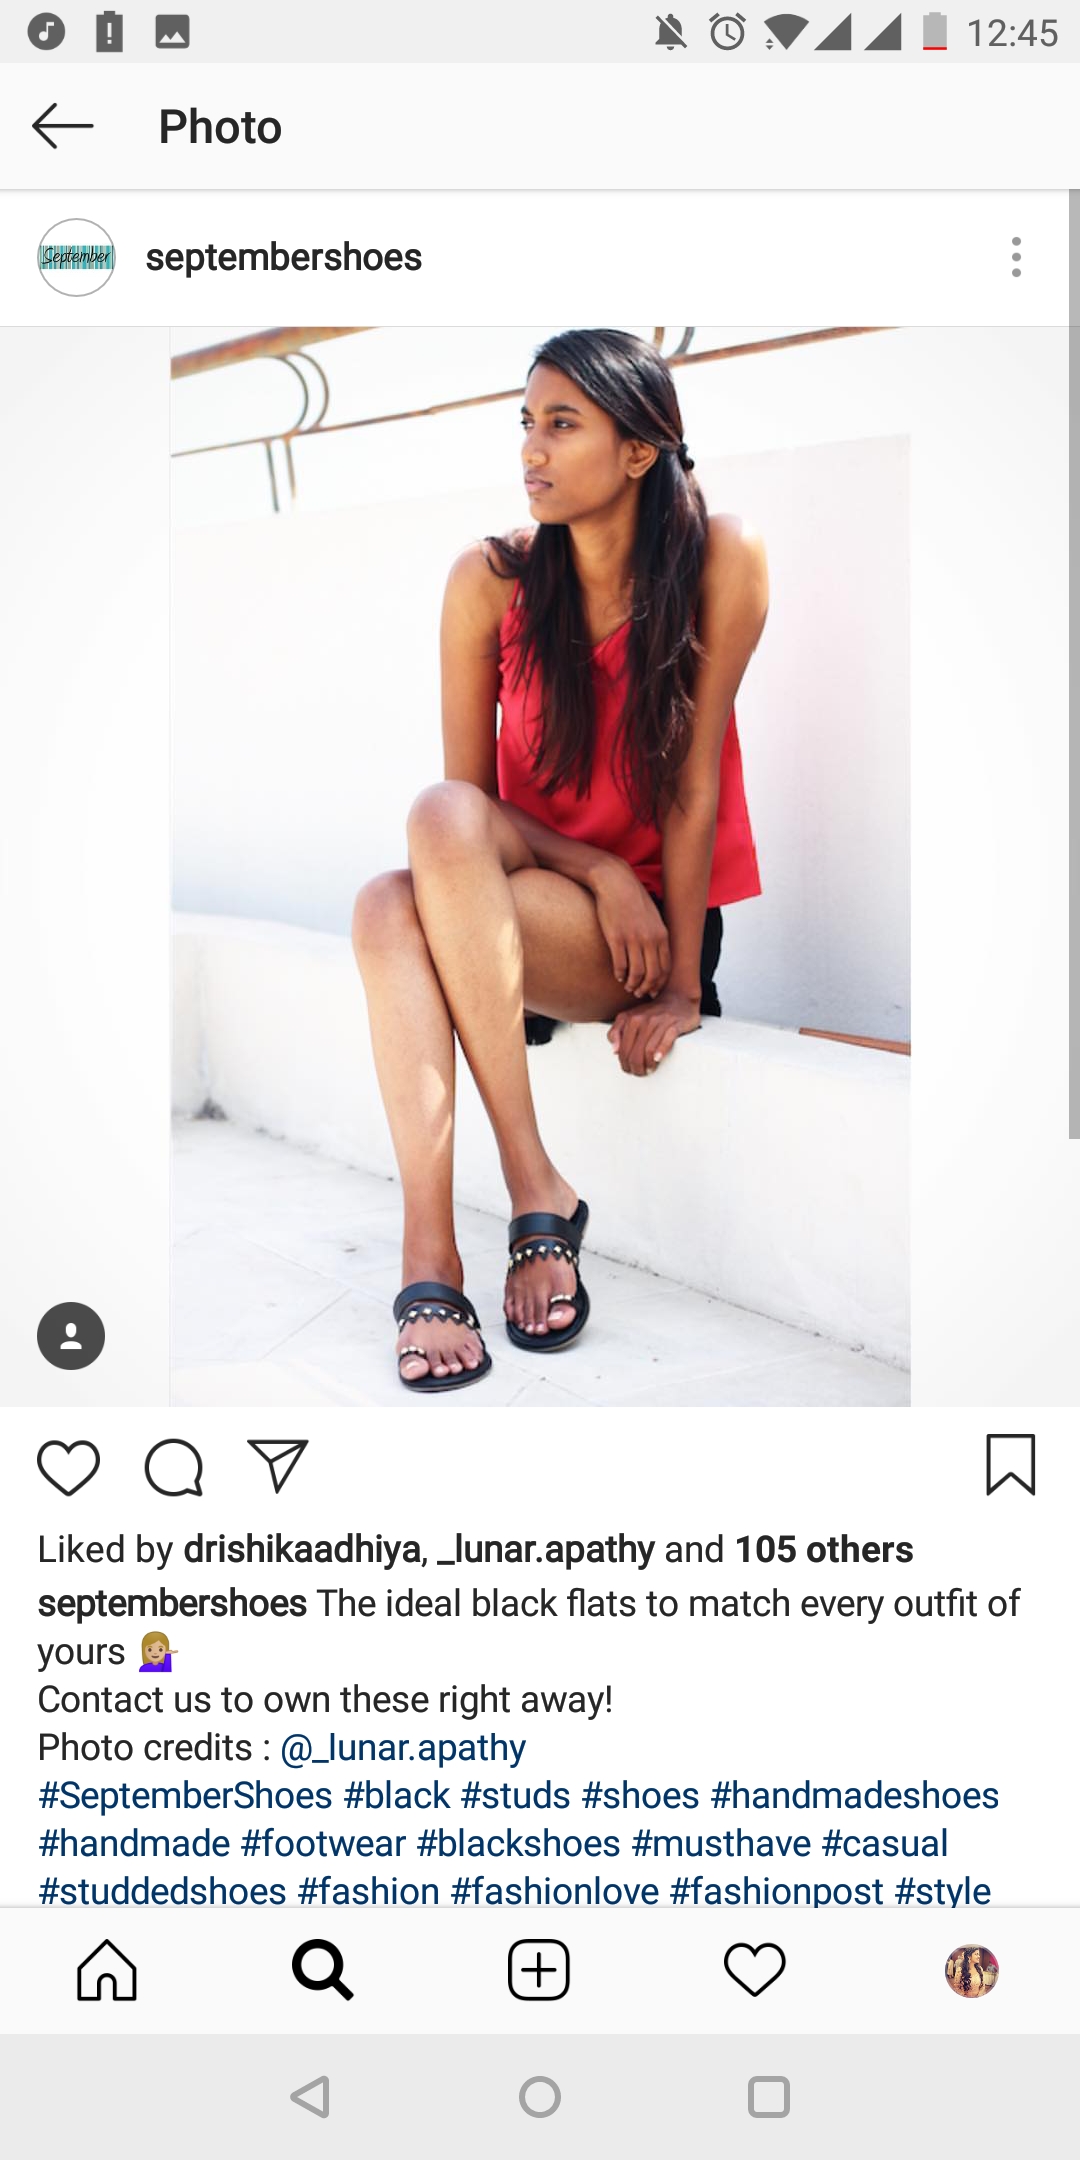 12:45
Photo
September
septembershoes
Liked by drishikaadhiya, _lunar.apathy and 105 others
septembershoes The ideal black flats to match every outfit of
yours 💁🏼
Contact us to own these right away!
Photo credits : @_lunar.apathy
#SeptemberShoes #black #studs #shoes #handmadeshoes
#handmade #footwear #blackshoes #musthave #casual
#studdedshoes #fashion #fashionlove #fashionpost #style